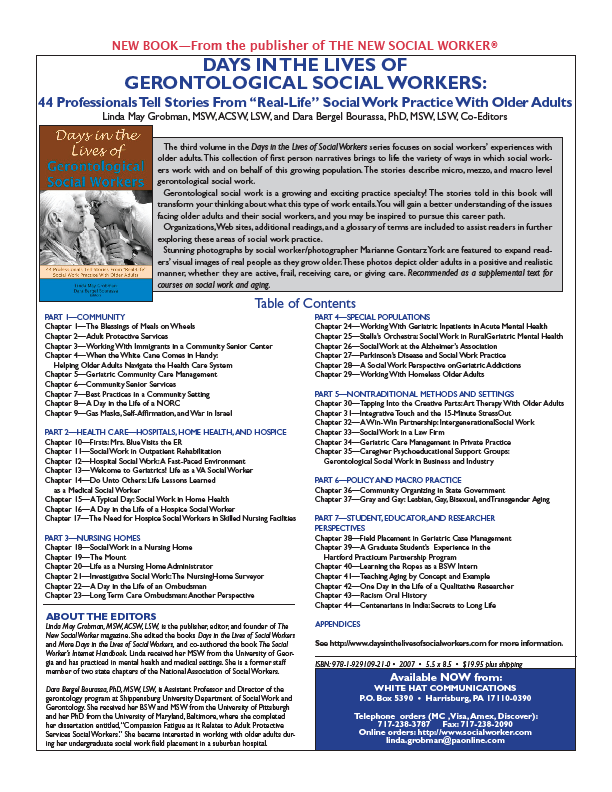 NEW BOOK—From the publisher of THE NEW SOCIAL WORKER®
DAYS IN THE LIVES OF
GERONTOLOGICAL SOCIAL WORKERS:
44 Professionals Tell Stories From “Real-Life” Social Work Practice With Older Adults
Linda May Grobman, MSW, ACSW, LSW, and Dara Bergel Bourassa, PhD, MSW, LSW, Co-Editors
Days in the
Lives of
Gerontological
Social Workers
44 Professionals Tell Stories From "Real-Life"
Social Work Practice With Older Adults
Linda May Grobman
Dara Bergel Bourassa
The third volume in the Days in the Lives of Social Workers series focuses on social workers’ experiences with
older adults. This collection of first person narratives brings to life the variety of ways in which social work-
ers work with and on behalf of this growing population. The stories describe micro, mezzo, and macro level
gerontological social work.
Gerontological social work is a growing and exciting practice specialty! The stories told in this book will
transform your thinking about what this type of work entails. You will gain a better understanding of the issues
facing older adults and their social workers, and you may be inspired to pursue this career path.
Organizations, Web sites, additional readings, and a glossary of terms are included to assist readers in further
exploring these areas of social work practice.
Stunning photographs by social worker/photographer Marianne Gontarz York are featured to expand read-
ers’ visual images of real people as they grow older. These photos depict older adults in a positive and realistic
manner, whether they are active, frail, receiving care, or giving care. Recommended as a supplemental text for
courses on social work and aging.
Table of Contents
PART 1—COMMUNITY
Chapter 1—The Blessings of Meals on Wheels
Chapter 2—Adult Protective Services
Chapter 3—Working With Immigrants in a Community Senior Center
Chapter 4—When the White Cane Comes in Handy:
Helping Older Adults Navigate the Health Care System
Chapter 5—Geriatric Community Care Management
Chapter 6—Community Senior Services
Chapter 7—Best Practices in a Community Setting
Chapter 8—A Day in the Life of a NORC
Chapter 9—Gas Masks, Self-Affirmation, and War in Israel
PART 2—HEALTH CARE—HOSPITALS, HOME HEALTH, AND HOSPICE
Chapter 10—Firsts: Mrs. Blue Visits the ER
Chapter 11—Social Work in Outpatient Rehabilitation
Chapter 12—Hospital Social Work: A Fast-Paced Environment
Chapter 13—Welcome to Geriatrics! Life as a VA Social Worker
Chapter 14—Do Unto Others: Life Lessons Learned
as a Medical Social Worker
Chapter 15—A Typical Day: Social Work in Home Health
Chapter 16—A Day in the Life of a Hospice Social Worker
Chapter 17—The Need for Hospice Social Workers in Skilled Nursing Facilities
PART 3—NURSING HOMES
Chapter 18—Social Work in a Nursing Home
Chapter 19—The Mount
Chapter 20—Life as a Nursing Home Administrator
Chapter 21—Investigative Social Work: The Nursing Home Surveyor
Chapter 22—A Day in the Life of an Ombudsman
Chapter 23—Long Term Care Ombudsman: Another Perspective
ABOUT THE EDITORS
Linda May Grobman, MSW, ACSW, LSW, is the publisher, editor, and founder of The
New Social Worker magazine. She edited the books Days in the Lives of Social Workers
and More Days in the Lives of Social Workers, and co-authored the book The Social
Worker’s Internet Handbook. Linda received her MSW from the University of Geor-
gia and has practiced in mental health and medical settings. She is a former staff
member of two state chapters of the National Association of Social Workers.
Dara Bergel Bourassa, PhD, MSW, LSW, is Assistant Professor and Director of the
gerontology program at Shippensburg University Department of Social Work and
Gerontology. She received her BSW and MSW from the University of Pittsburgh
and her PhD from the University of Maryland, Baltimore, where she completed
her dissertation entitled, “Compassion Fatigue as it Relates to Adult Protective
Services Social Workers.” She became interested in working with older adults dur-
ing her undergraduate social work field placement in a suburban hospital.
PART 4—SPECIAL POPULATIONS
Chapter 24—Working With Geriatric Inpatients in Acute Mental Health
Chapter 25—Stella’s Orchestra: Social Work in Rural Geriatric Mental Health
Chapter 26—Social Work at the Alzheimer’s Association
Chapter 27—Parkinson’s Disease and Social Work Practice
Chapter 28—A Social Work Perspective on Geriatric Addictions
Chapter 29—Working With Homeless Older Adults
PART 5—NONTRADITIONAL METHODS AND SETTINGS
Chapter 30—Tapping Into the Creative Parts: Art Therapy With Older Adults
Chapter 31—Integrative Touch and the 15-Minute StressOut
Chapter 32—A Win-Win Partnership: Intergenerational Social Work
Chapter 33—Social Work in a Law Firm
Chapter 34—Geriatric Care Management in Private Practice
Chapter 35—Caregiver Psychoeducational Support Groups:
Gerontological Social Work in Business and Industry
PART 6—POLICY AND MACRO PRACTICE
Chapter 36—Community Organizing in State Government
Chapter 37—Gray and Gay: Lesbian, Gay, Bisexual, and Transgender Aging
PART 7—STUDENT, EDUCATOR, AND RESEARCHER
PERSPECTIVES
Chapter 38—Field Placement in Geriatric Case Management
Chapter 39—A Graduate Student’s Experience in the
Hartford Practicum Partnership Program
Chapter 40—Learning the Ropes as a BSW Intern
Chapter 41—Teaching Aging by Concept and Example
Chapter 42—One Day in the Life of a Qualitative Researcher
Chapter 43—Racism Oral History
Chapter 44—Centenarians in India: Secrets to Long Life
APPENDICES
See http://www.daysinthelivesofsocialworkers.com for more information.
ISBN: 978-1-929109-21-0 • 2007 • 5.5 x 8.5 • $19.95 plus shipping
Available NOW from:
WHITE HAT COMMUNICATIONS
P.O. Box 5390 • Harrisburg, PA 17110-0390
Telephone orders (MC, Visa, Amex, Discover):
717-238-3787 Fax: 717-238-2090
Online orders: http://www.socialworker.com
linda.grobman@paonline.com